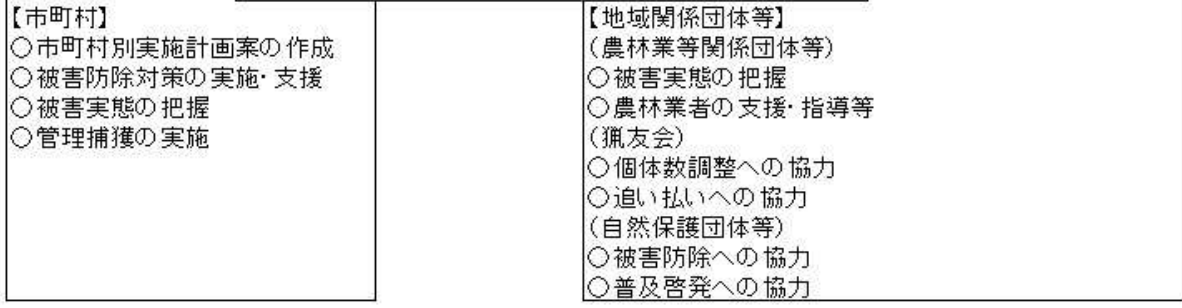 【市町村】
○市町村別実施計画案の作成
○被害防除対策の実施・支援
○被害実態の把握
○管理捕獲の実施
【地域関係団体等】
(農林業等関係団体等)
○被害実態の把握
○農林業者の支援・指導等
(猟友会)
○個体数調整への協力
○追い払いへの協力
(自然保護団体等)
○被害防除への協力
○普及啓発への協力